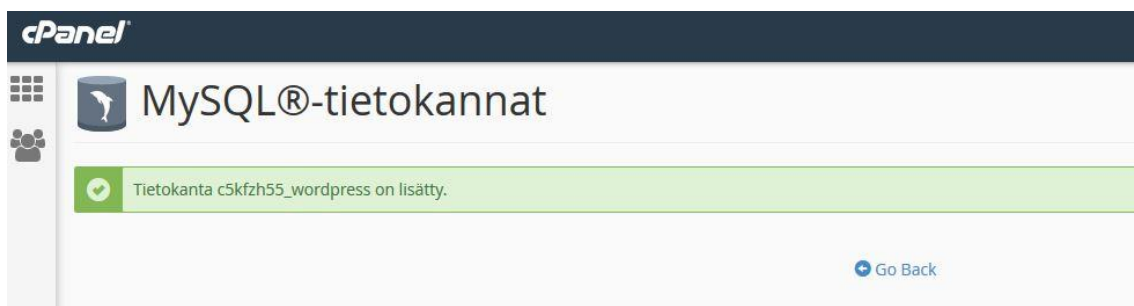 cPanel®
MySQL®-tietokannat
Tietokanta c5kfzh55_wordpress on lisätty.
Go Back